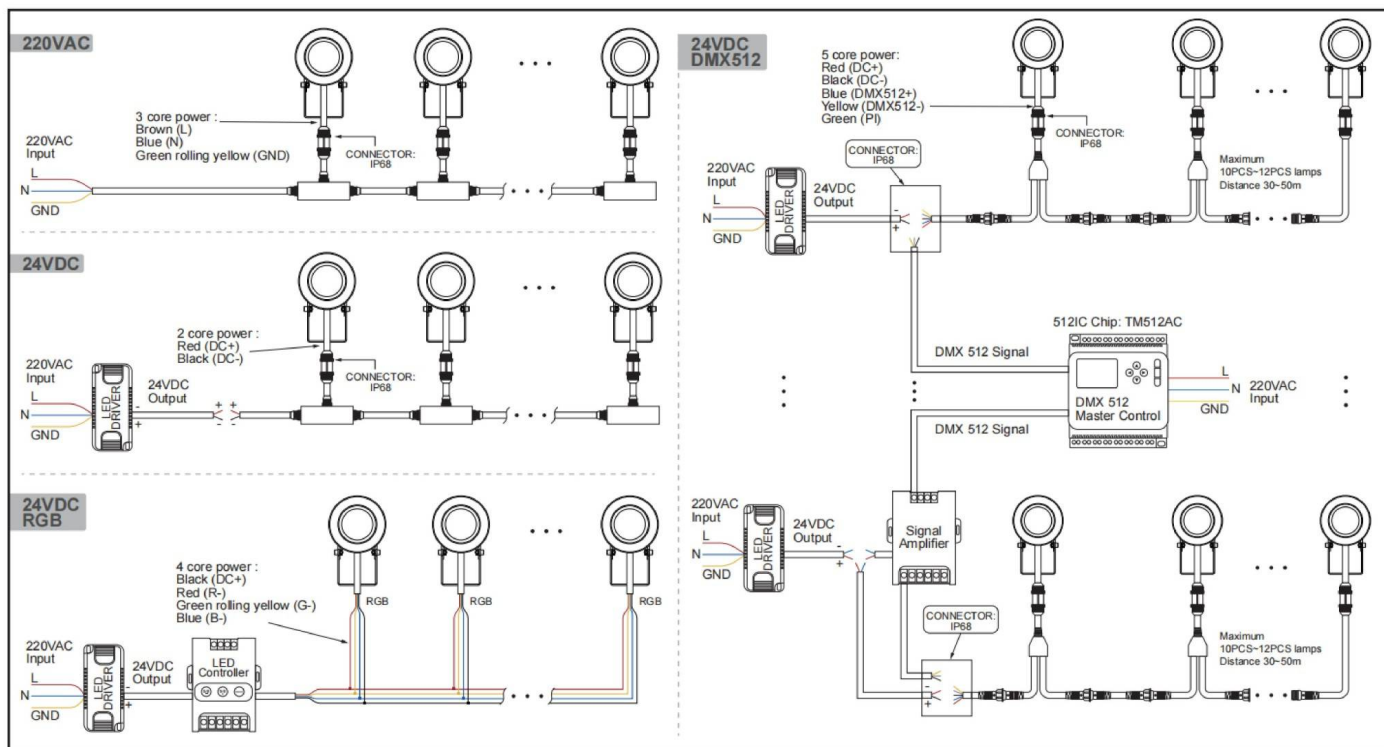 220VAC
3 core power :
Brown (L)
Blue (N)
Green rolling yellow (GND)
CONNECTOR:
IP68
220VAC
Input
L
N
GND
24VDC
2 core power :
Red (DC+)
Black (DC-)
CONNECTOR:
IP68
220VAC
Input
L
N
GND
LED
DRIVER
24VDC
Output
-
+
+ +
- -
24VDC
RGB
4 core power :
Black (DC+)
Red (R-)
Green rolling yellow (G-)
Blue (B-)
RGB
RGB
RGB
220VAC
Input
L
N
GND
LED
DRIVER
24VDC
Output
-
+
LED
Controller
24VDC
DMX512
5 core power:
Red (DC+)
Black (DC-)
Blue (DMX512+)
Yellow (DMX512-)
Green (PI)
CONNECTOR:
IP68
CONNECTOR:
IP68
Maximum
10PCS~12PCS lamps
Distance 30~50m
220VAC
Input
L
N
GND
LED
DRIVER
24VDC
Output
-
+
512IC Chip: TM512AC
DMX 512 Signal
DMX 512
Master Control
L
N
GND
220VAC
Input
DMX 512 Signal
220VAC
Input
L
N
GND
LED
DRIVER
24VDC
Output
-
+
Signal
Amplifier
CONNECTOR:
IP68
-
+
Maximum
10PCS~12PCS lamps
Distance 30~50m